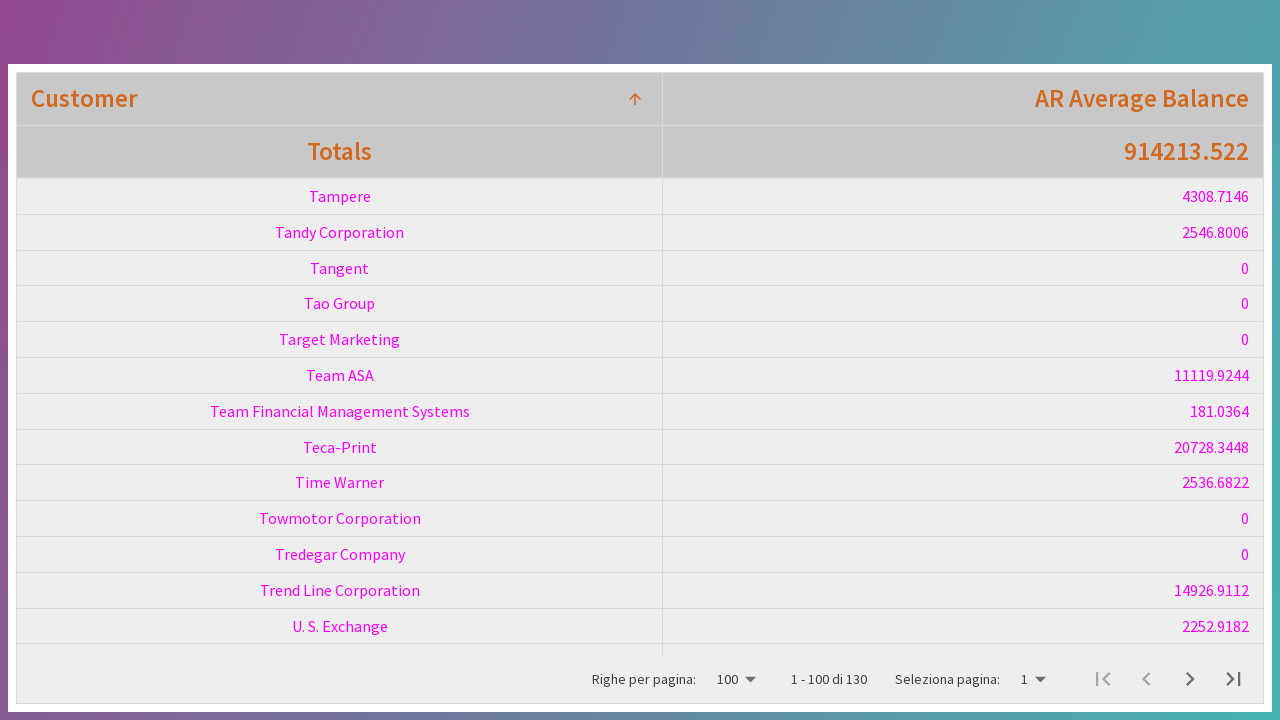 Customer AR Average Balance
Totals 914213.522
Tampere 4308.7146
Tandy Corporation 2546.8006
Tangent 0
Tao Group 0
Target Marketing 0
Team ASA 11119.9244
Team Financial Management Systems 181.0364
Teca-Print 20728.3448
Time Warner 2536.6822
Towmotor Corporation 0
Tredegar Company 0
Trend Line Corporation 14926.9112
U. S. Exchange 2252.9182
Righe per pagina: 100 1 - 100 di 130 Seleziona pagina: 1